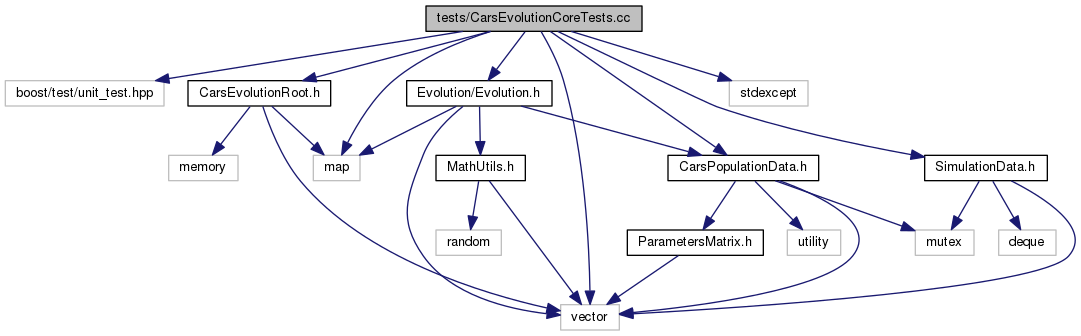 tests/CarsEvolutionCoreTests.cc
boost/test/unit_test.hpp
CarsEvolutionRoot.h
Evolution/Evolution.h
stdexcept
memory
map
MathUtils.h
CarsPopulationData.h
SimulationData.h
random
ParametersMatrix.h
utility
mutex
deque
vector